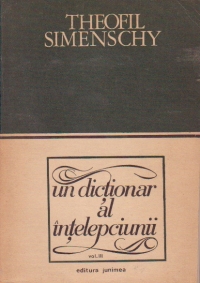 THEOFIL
SIMENSCHY
un dicționar
al
înțelepciunii
vol. III
editura junimea